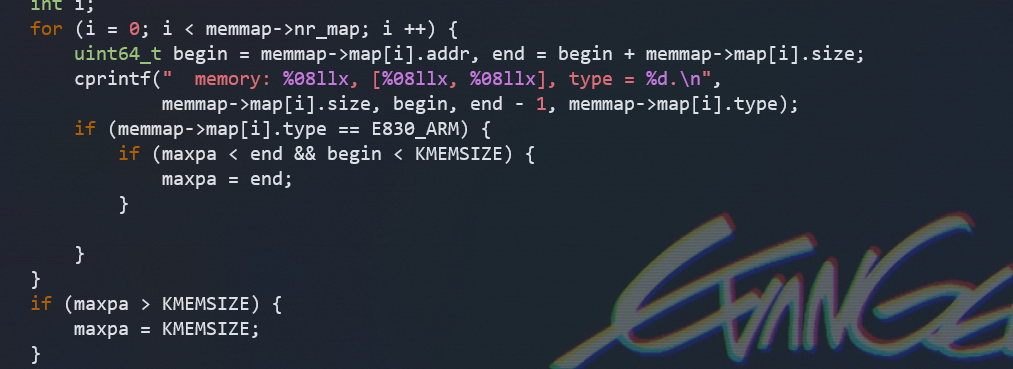 int i;
for (i = 0; i < memmap->nr_map; i ++) {
    uint64_t begin = memmap->map[i].addr, end = begin + memmap->map[i].size;
    cprintf("  memory: %08llx, [%08llx, %08llx], type = %d.\n",
            memmap->map[i].size, begin, end - 1, memmap->map[i].type);
    if (memmap->map[i].type == E830_ARM) {
        if (maxpa < end && begin < KMEMSIZE) {
            maxpa = end;
        }
    }
}
if (maxpa > KMEMSIZE) {
    maxpa = KMEMSIZE;
}
EVANGE